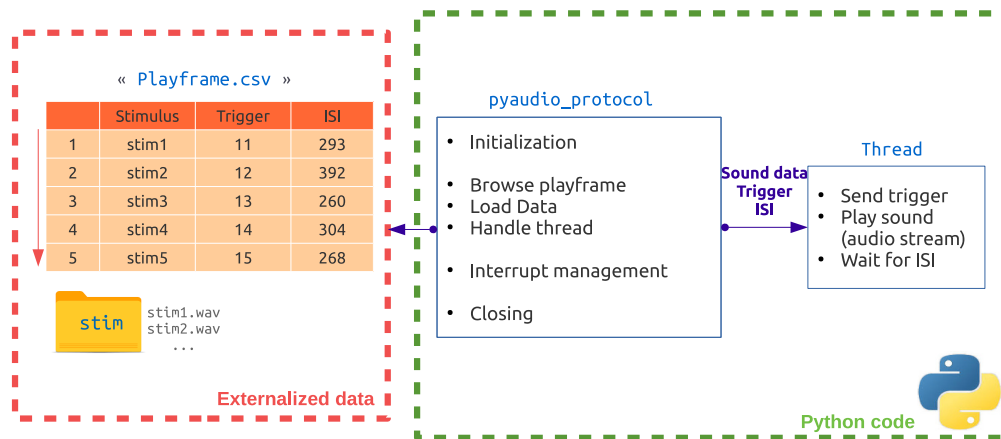 « Playframe.csv »
Stimulus Trigger ISI
1 stim1 11 293
2 stim2 12 392
3 stim3 13 260
4 stim4 14 304
5 stim5 15 268
stim
stim1.wav
stim2.wav
...
Externalized data
pyaudio_protocol
• Initialization
• Browse playframe
• Load Data
• Handle thread
• Interrupt management
• Closing
Sound data
Trigger
ISI
Thread
• Send trigger
• Play sound
(audio stream)
• Wait for ISI
Python code